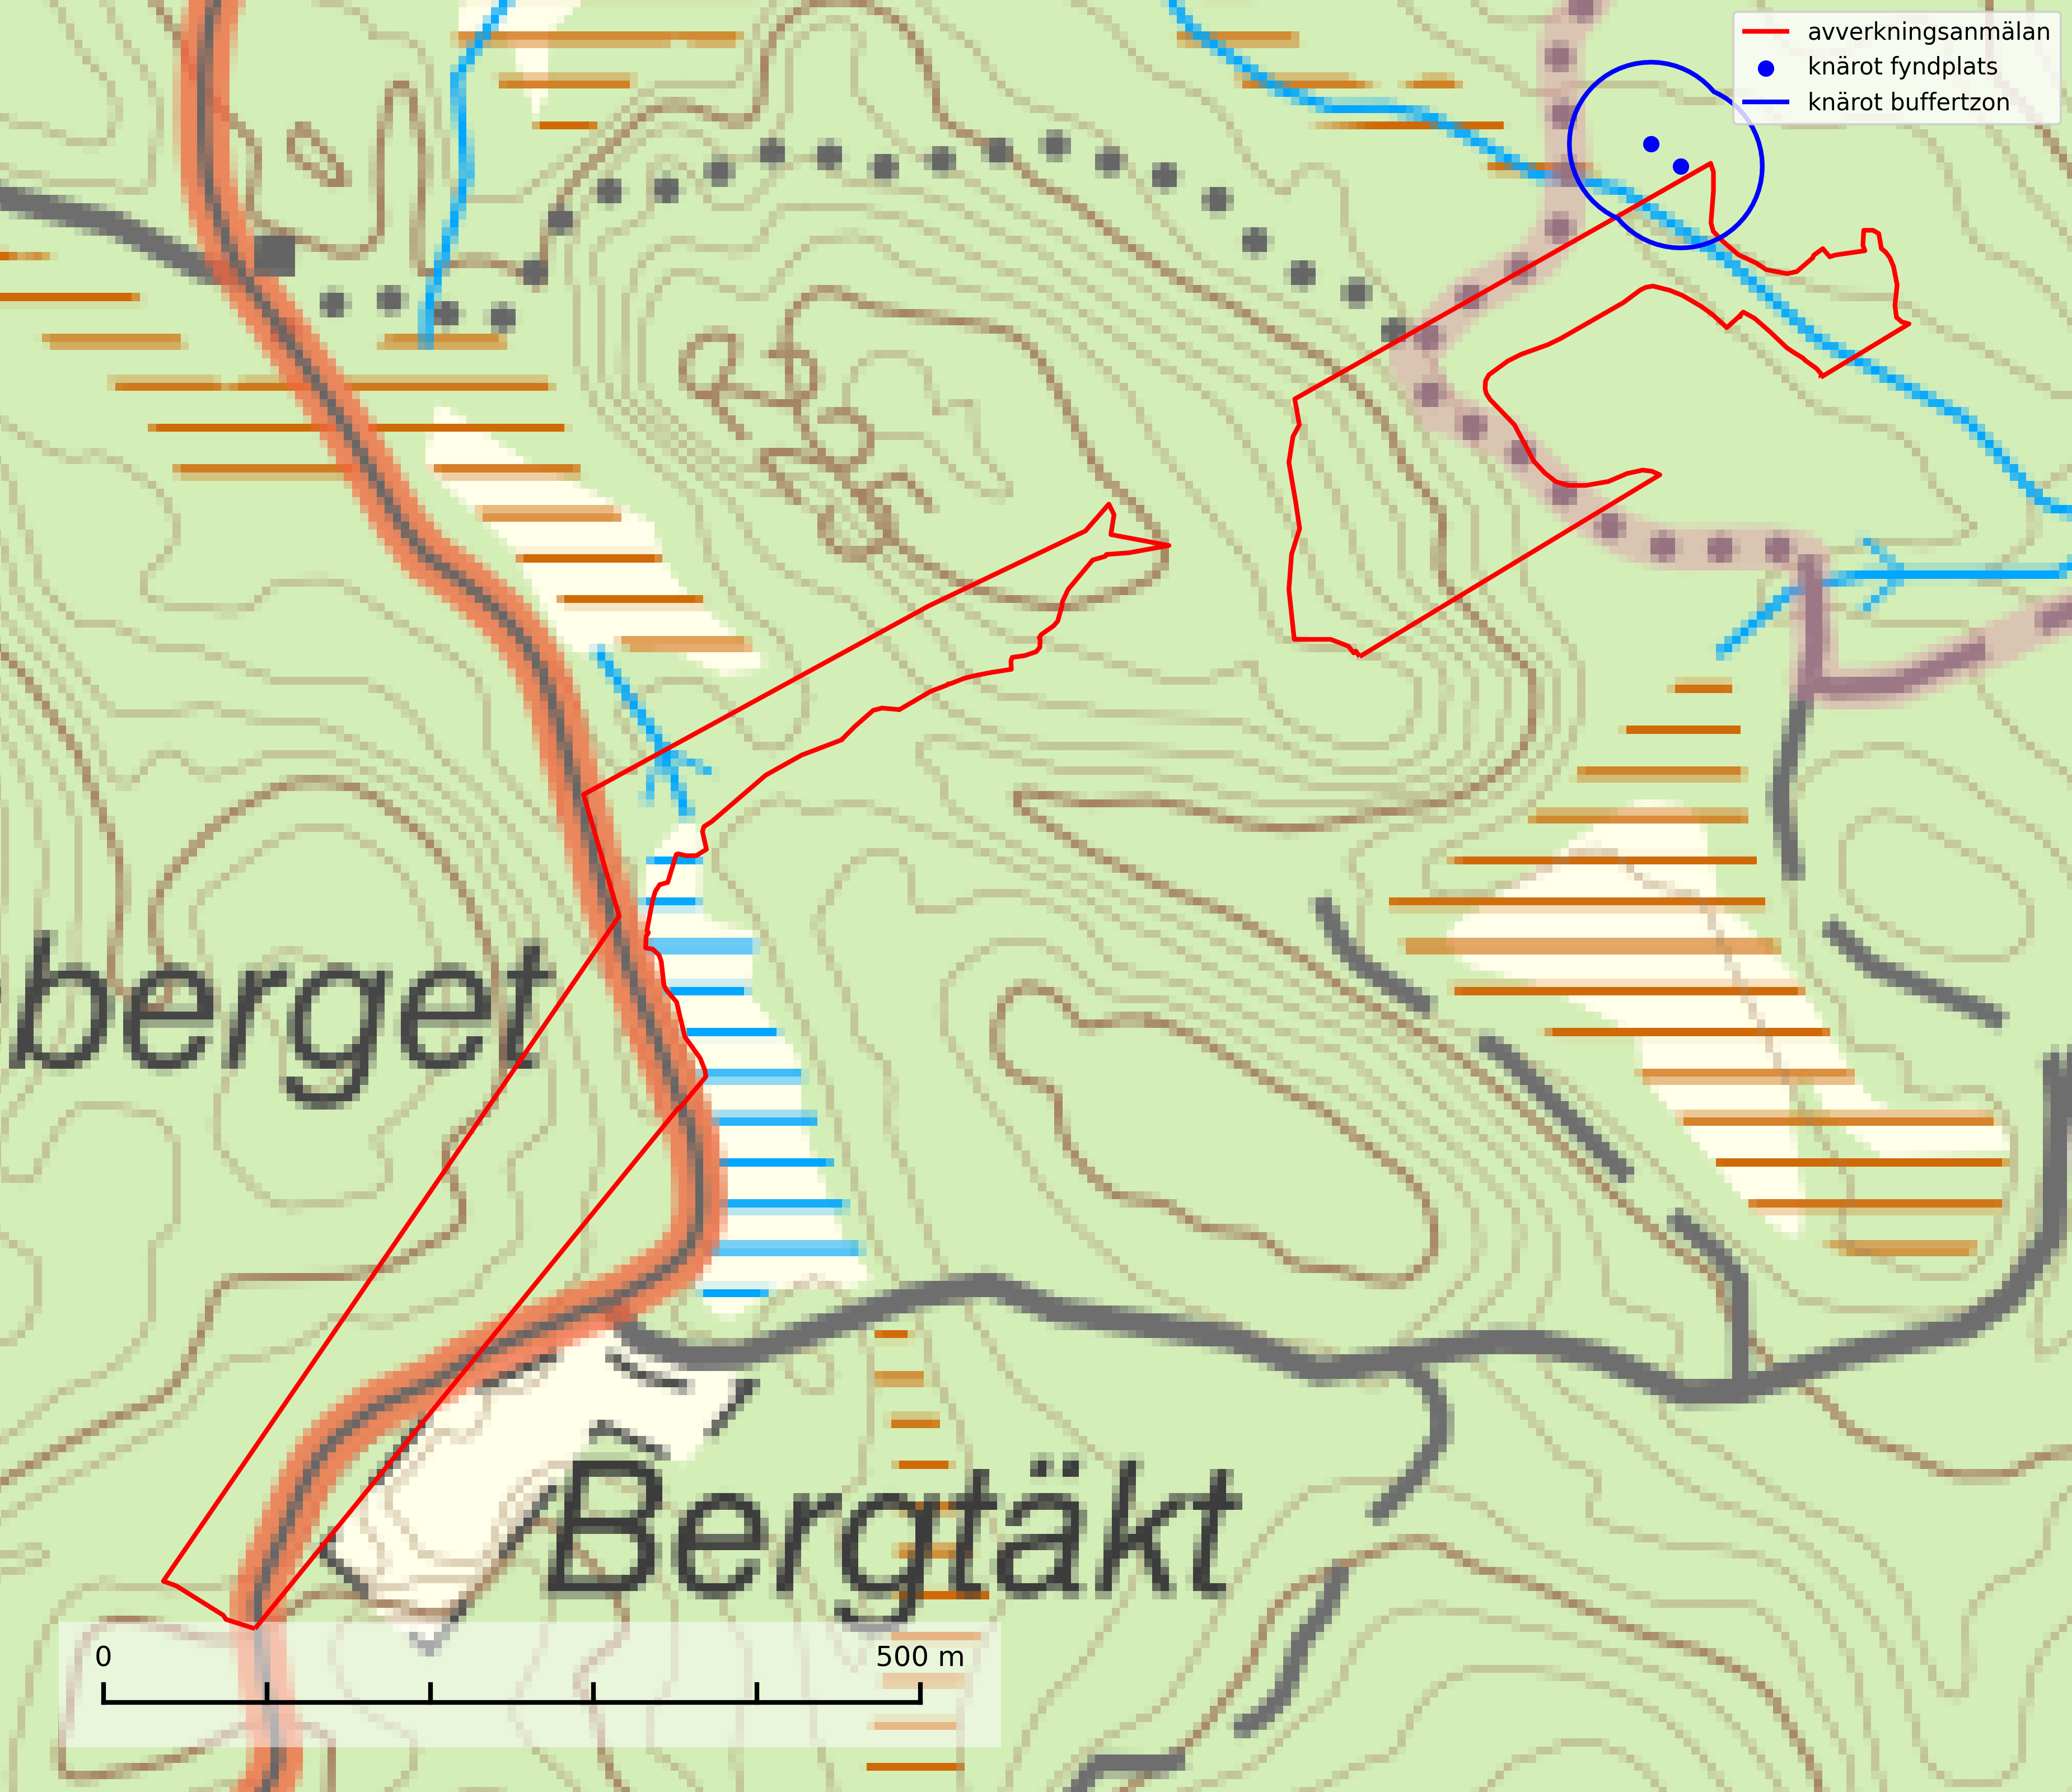 avverkningsanmälan
knärot fyndplats
knärot buffertzon
berget
Bergtäkt
0 500 m